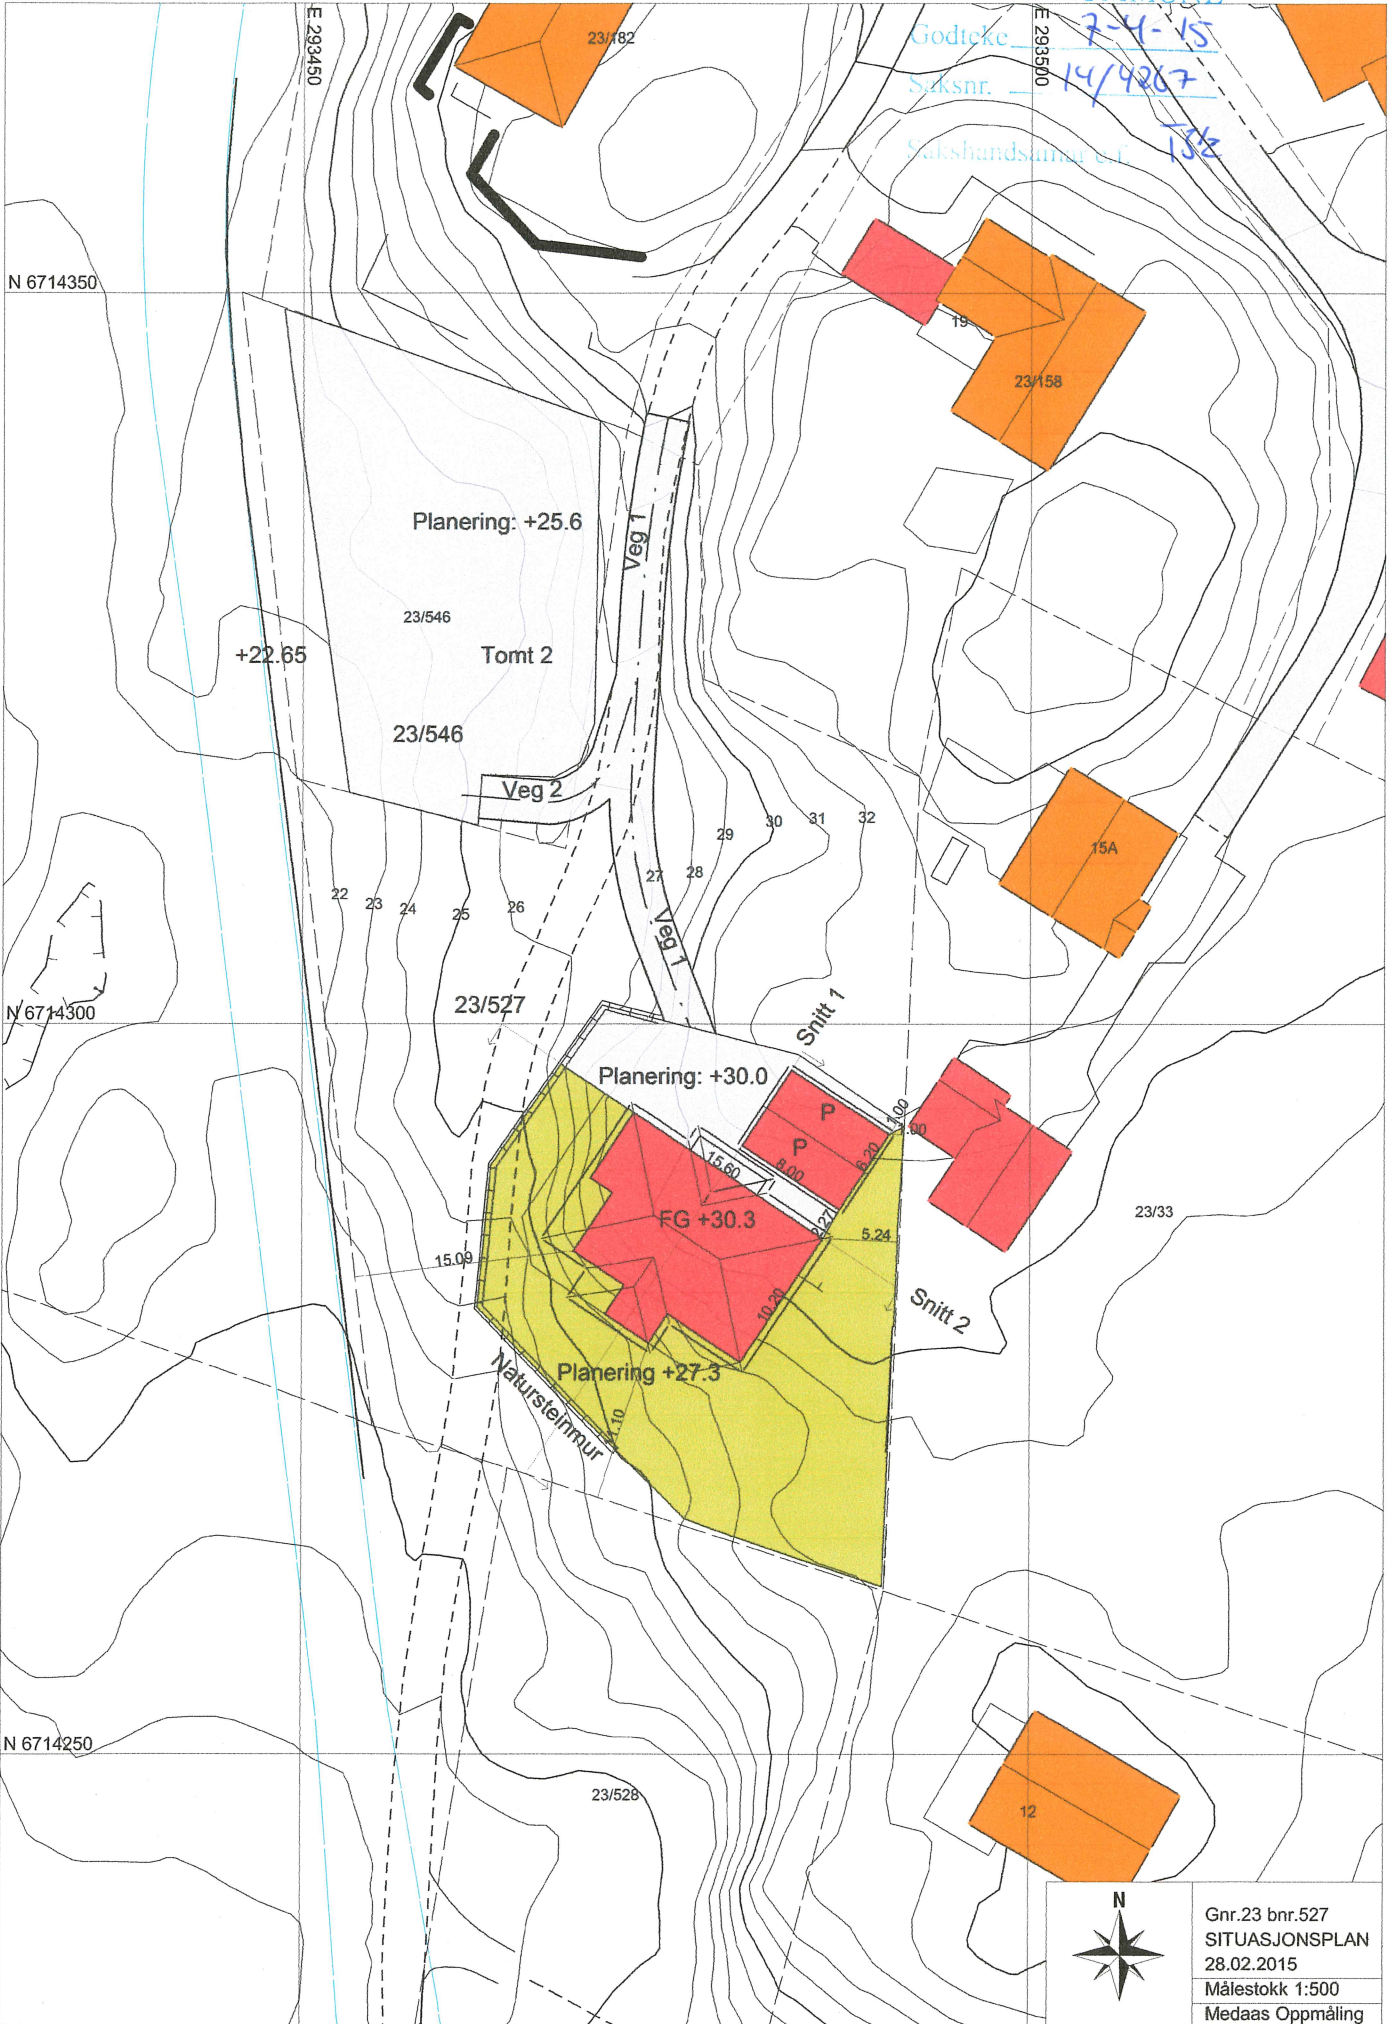 E 293450
23/182
E 293500
Godteke 7-4-15
Saksnr. 14/4267
Sakshandsamar e.f.
N 6714350
19
23/158
Planering: +25.6
Veg 1
23/546
+22.65
Tomt 2
23/546
Veg 2
29
30
31
32
15A
27
28
22
23
24
25
26
Veg 1
23/527
N 6714300
Snitt 1
Planering: +30.0
P
P
1.00
.00
15.60
8.00
6.20
FG +30.3
2.27
5.24
23/33
15.09
10.20
Snitt 2
Planering +27.3
Natursteinmur
11.10
N 6714250
23/528
12
N
Gnr.23 bnr.527
SITUASJONSPLAN
28.02.2015
Målestokk 1:500
Medaas Oppmåling